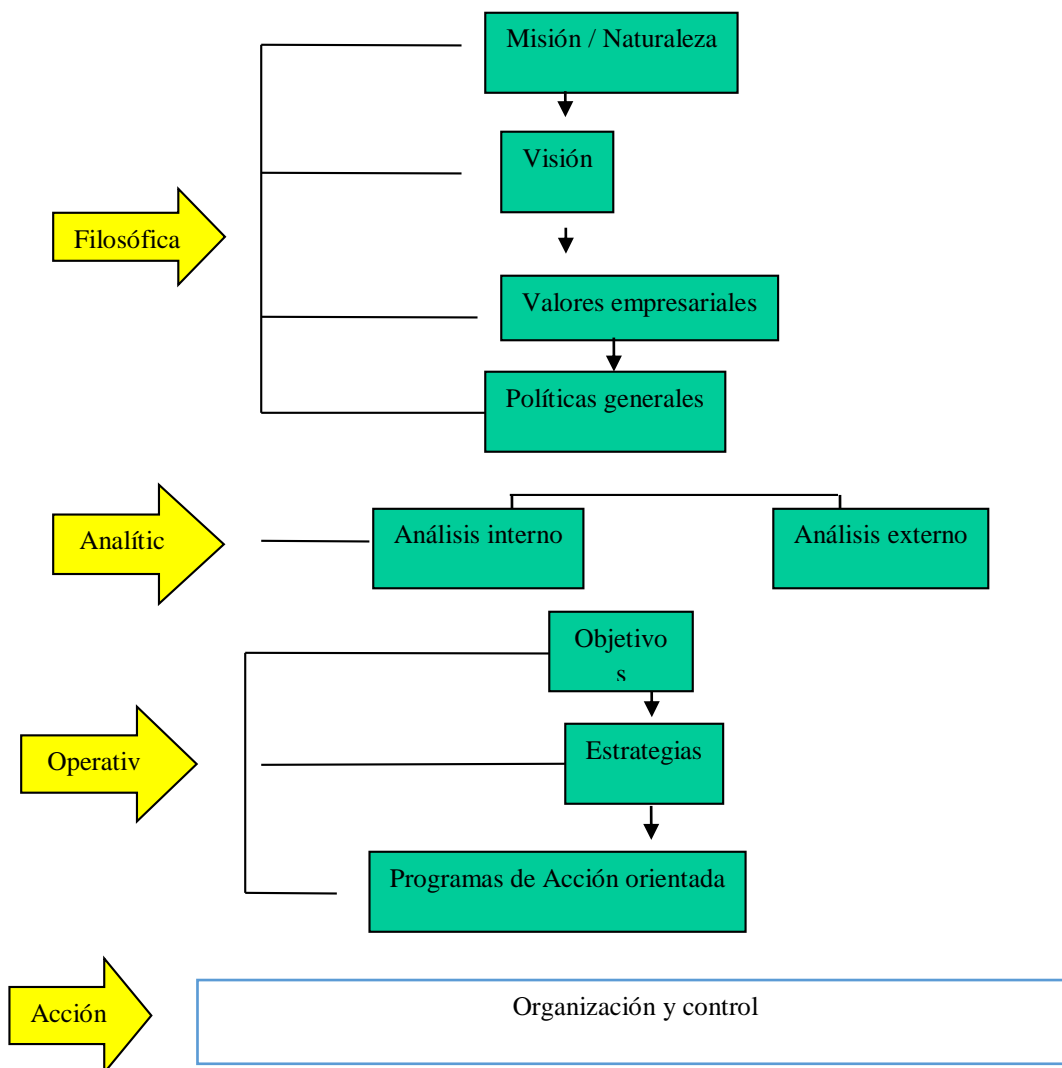 Misión / Naturaleza
Visión
Filosófica
Valores empresariales
Políticas generales
Analític
Análisis interno
Análisis externo
Objetivo
s
Operativ
Estrategias
Programas de Acción orientada
Acción
Organización y control